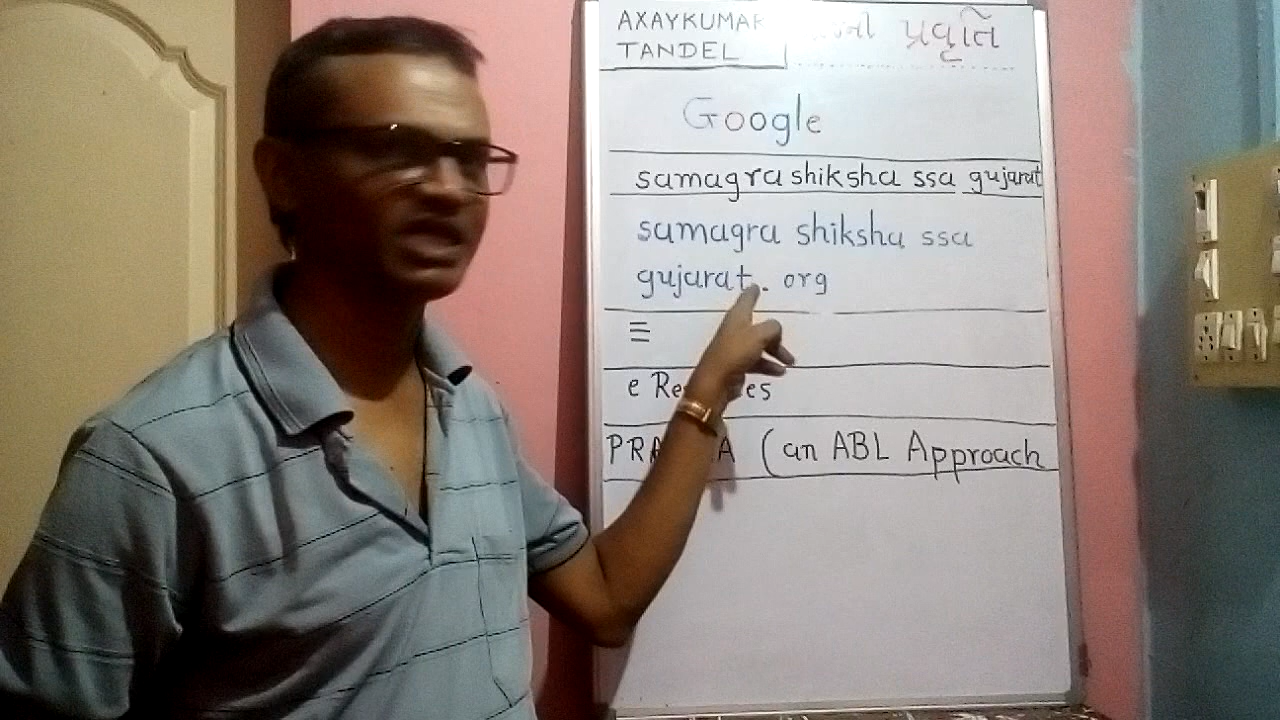 AXAYKUMAR પ્રવૃતિ
TANDEL
Google
samagra shiksha ssa gujarat
samagra shiksha ssa
gujarat. org
≡
e
(an ABL Approach